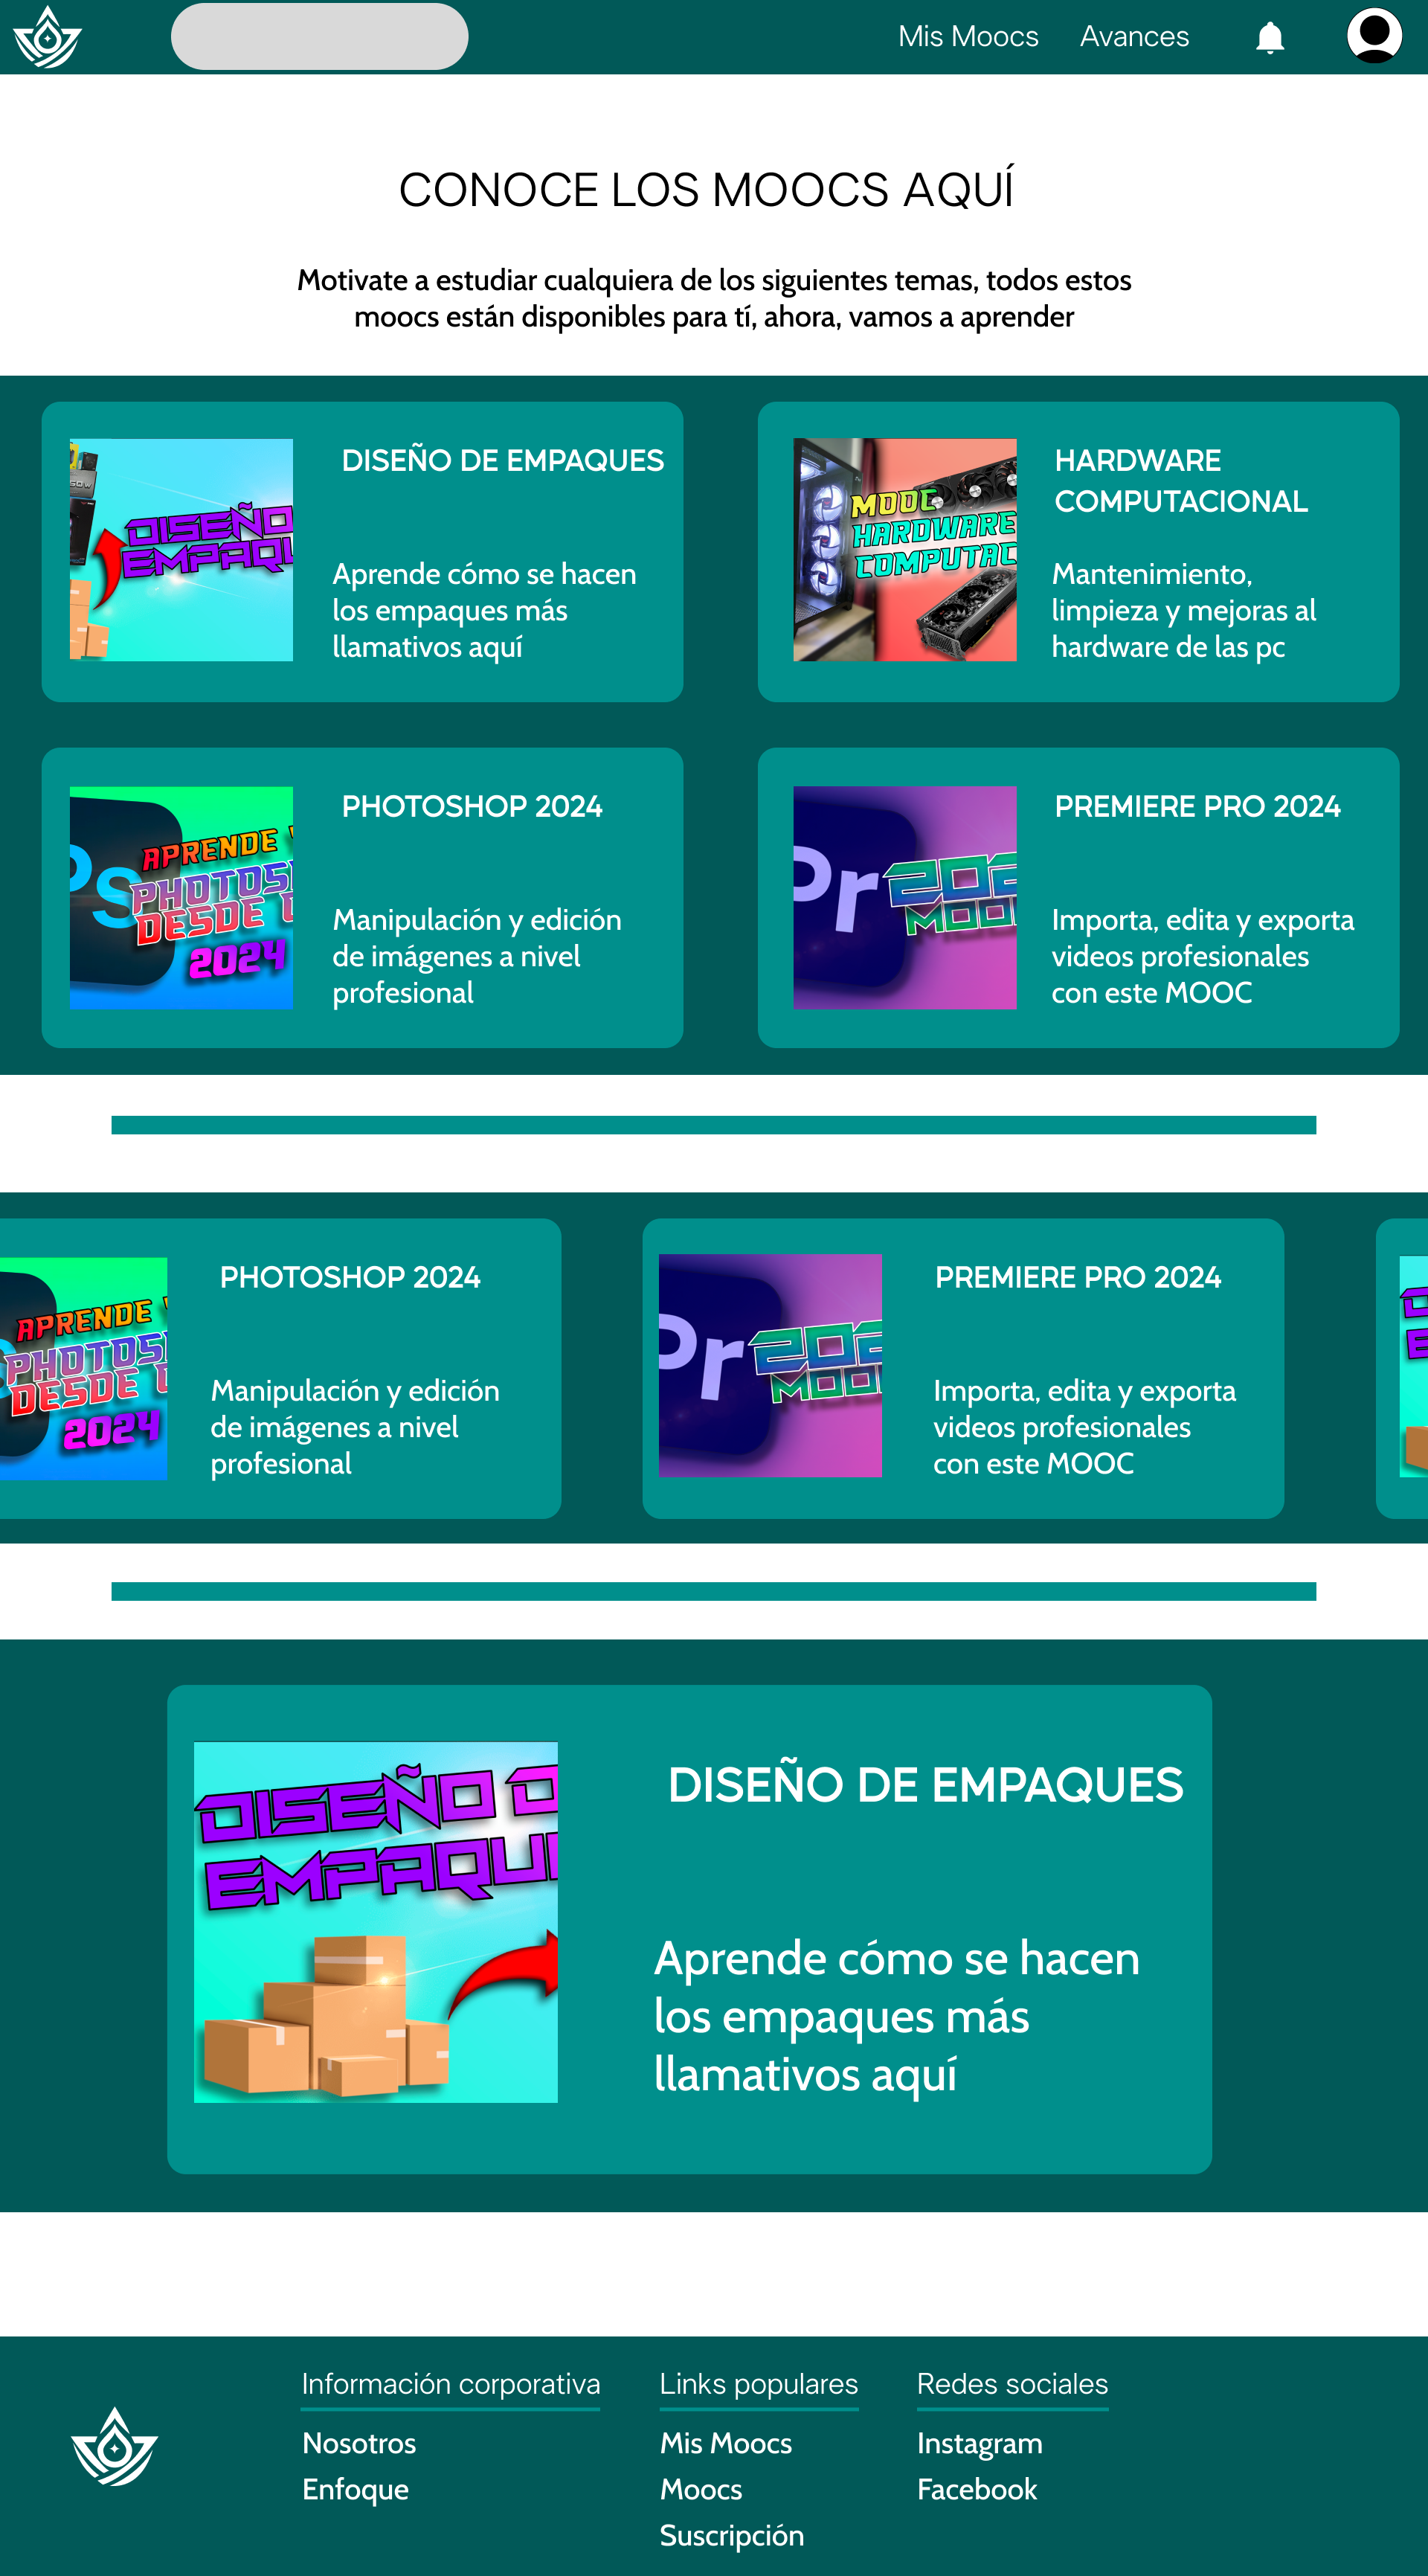 Mis Moocs
Avances
CONOCE LOS MOOCS AQUÍ
Motivate a estudiar cualquiera de los siguientes temas, todos estos
moocs están disponibles para tí, ahora, vamos a aprender
DISEÑO
DISEÑO DE EMPAQUES
Aprende cómo se hacen
los empaques más
llamativos aquí
MOOC
HARDWARE
HARDWARE
COMPUTACIONAL
Mantenimiento,
limpieza y mejoras al
hardware de las pc
Ps
APRENDE
DESDE
2024
PHOTOSHOP 2024
Manipulación y edición
de imágenes a nivel
profesional
Pr
MOO
PREMIERE PRO 2024
Importa, edita y exporta
videos profesionales
con este MOOC
APRENDE
DESDE
2024
PHOTOSHOP 2024
Manipulación y edición
de imágenes a nivel
profesional
Pr
MOO
PREMIERE PRO 2024
Importa, edita y exporta
videos profesionales
con este MOOC
DISEÑO D
EMPAQU
DISEÑO DE EMPAQUES
Aprende cómo se hacen
los empaques más
llamativos aquí
Información corporativa
Nosotros
Enfoque
Links populares
Mis Moocs
Moocs
Suscripción
Redes sociales
Instagram
Facebook